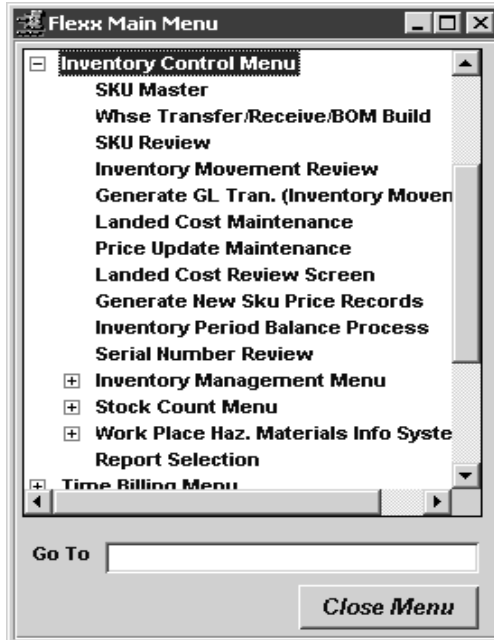 Flexx Main Menu
Inventory Control Menu
SKU Master
Whse Transfer/Receive/BOM Build
SKU Review
Inventory Movement Review
Generate GL Tran. (Inventory Moven
Landed Cost Maintenance
Price Update Maintenance
Landed Cost Review Screen
Generate New Sku Price Records
Inventory Period Balance Process
Serial Number Review
Inventory Management Menu
Stock Count Menu
Work Place Haz. Materials Info Syste
Report Selection
Time Billing Menu
Go To
Close Menu